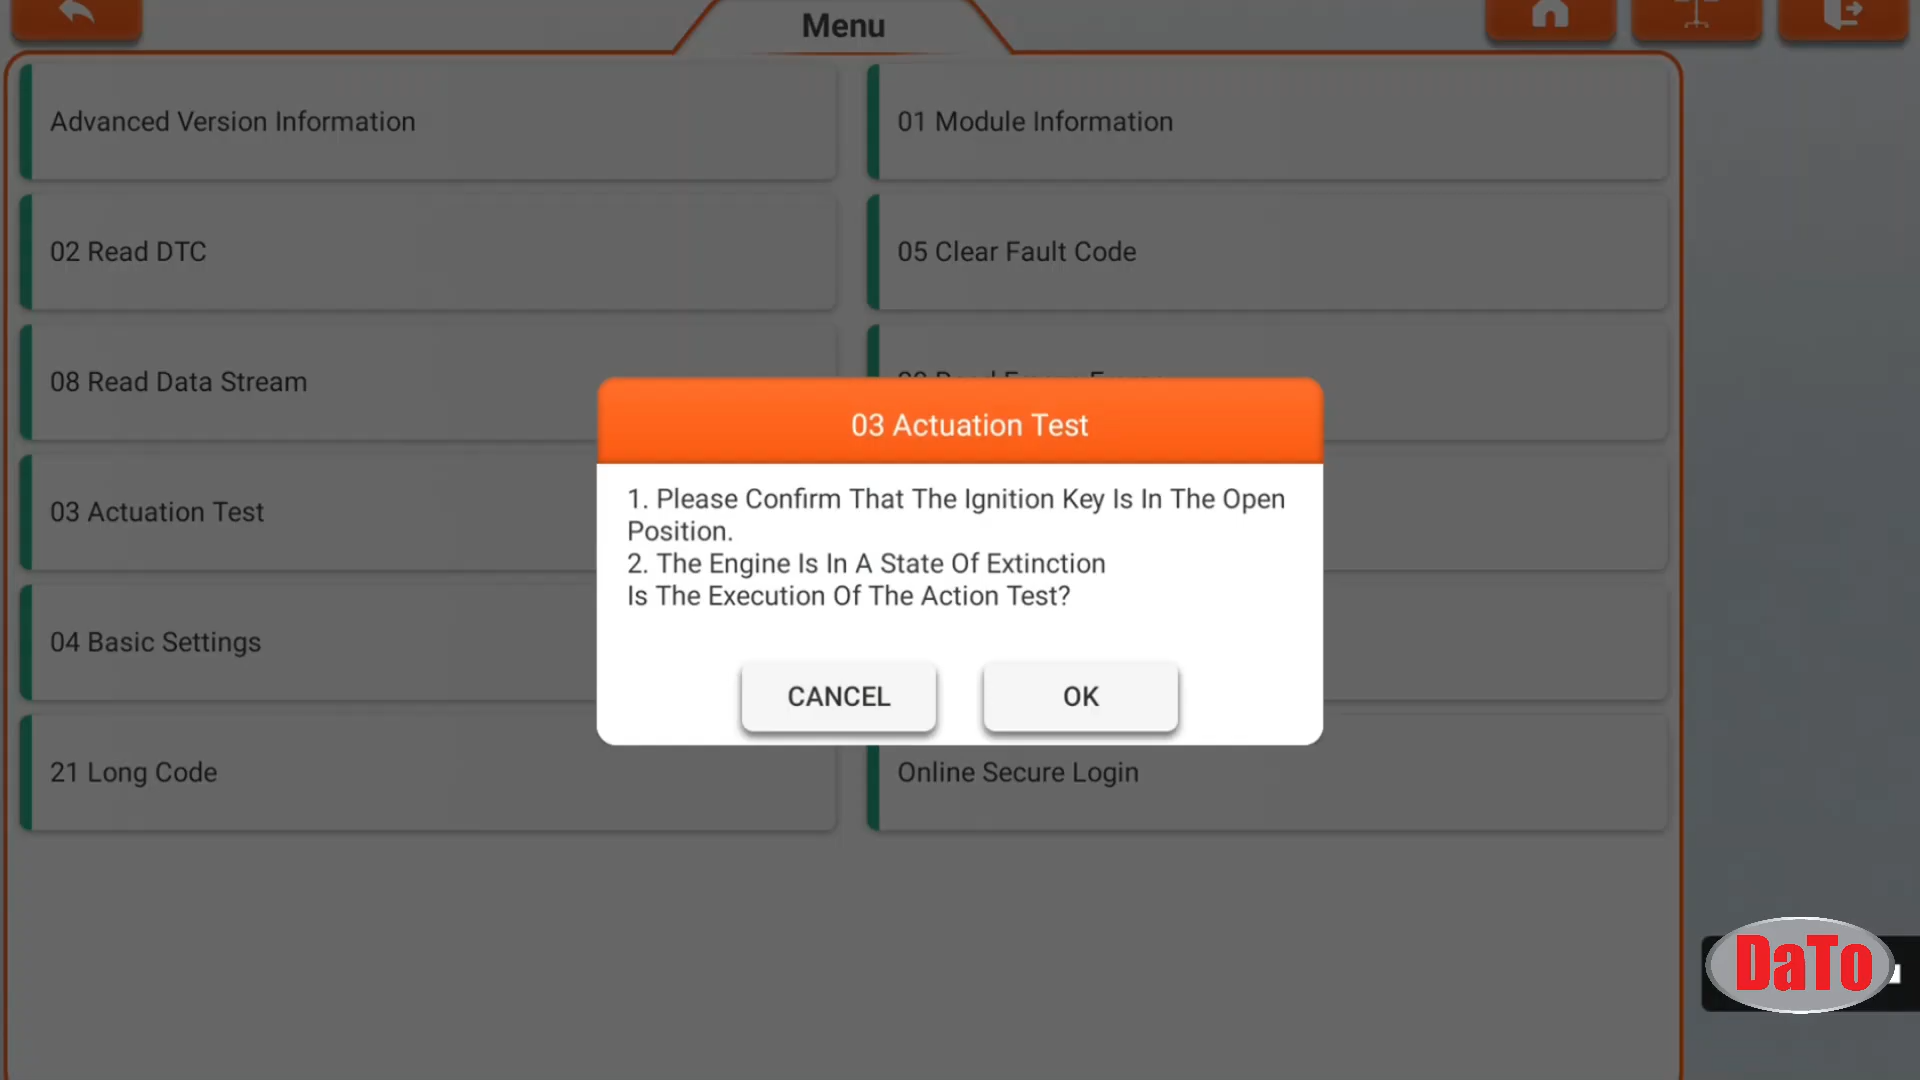 Menu
Advanced Version Information
01 Module Information
02 Read DTC
05 Clear Fault Code
08 Read Data Stream
03 Actuation Test
1. Please Confirm That The Ignition Key Is In The Open
Position.
2. The Engine Is In A State Of Extinction
Is The Execution Of The Action Test?
CANCEL
OK
03 Actuation Test
04 Basic Settings
21 Long Code
Online Secure Login
DaTo